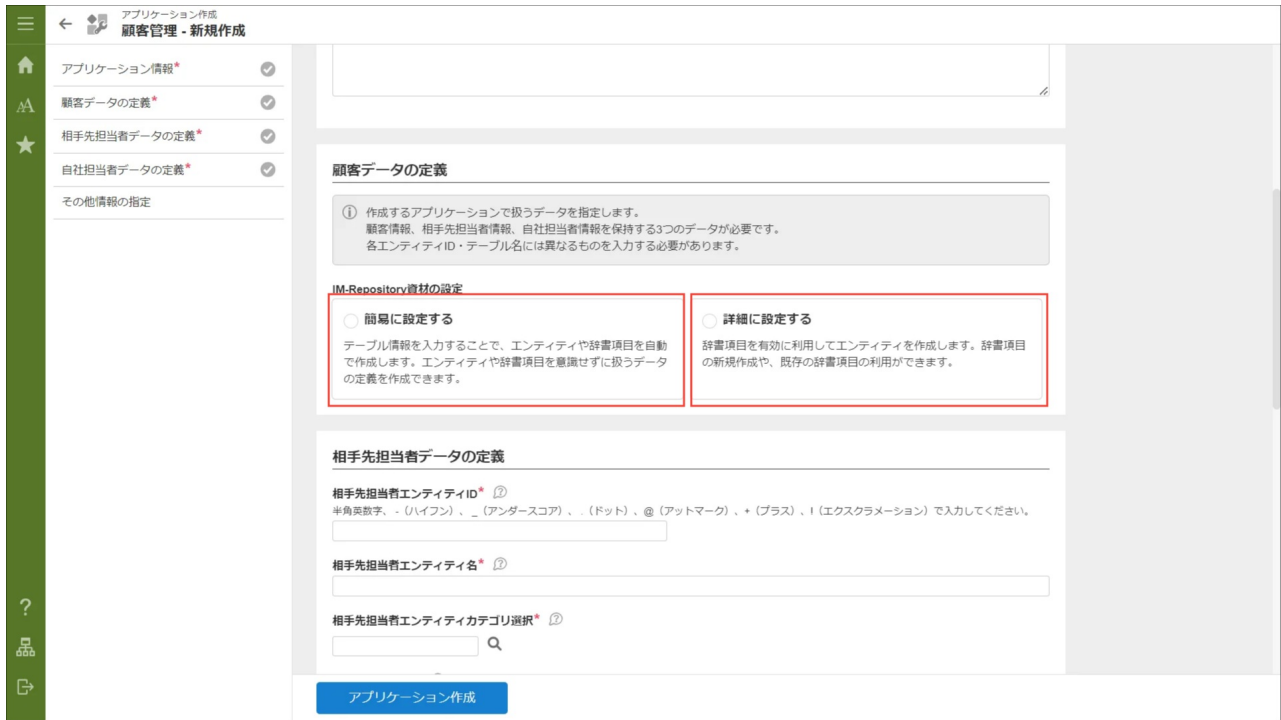 アプリケーション作成
顧客管理 - 新規作成
アプリケーション情報*
顧客データの定義*
相手先担当者データの定義*
自社担当者データの定義*
その他情報の指定
顧客データの定義
作成するアプリケーションで扱うデータを指定します。
顧客情報、相手先担当者情報、自社担当者情報を保持する3つのデータが必要です。
各エンティティID・テーブル名には異なるものを入力する必要があります。
IM-Repository資材の設定
簡易に設定する
テーブル情報を入力することで、エンティティや辞書項目を自動
で作成します。エンティティや辞書項目を意識せずに扱うデータ
の定義を作成できます。
詳細に設定する
辞書項目を有効に利用してエンティティを作成します。辞書項目
の新規作成や、既存の辞書項目の利用ができます。
相手先担当者データの定義
相手先担当者エンティティID*
半角英数字、-（ハイフン）、_（アンダースコア）、.（ドット）、@（アットマーク）、+（プラス）、!（エクスクラメーション）で入力してください。
相手先担当者エンティティ名*
相手先担当者エンティティカテゴリ選択*
アプリケーション作成